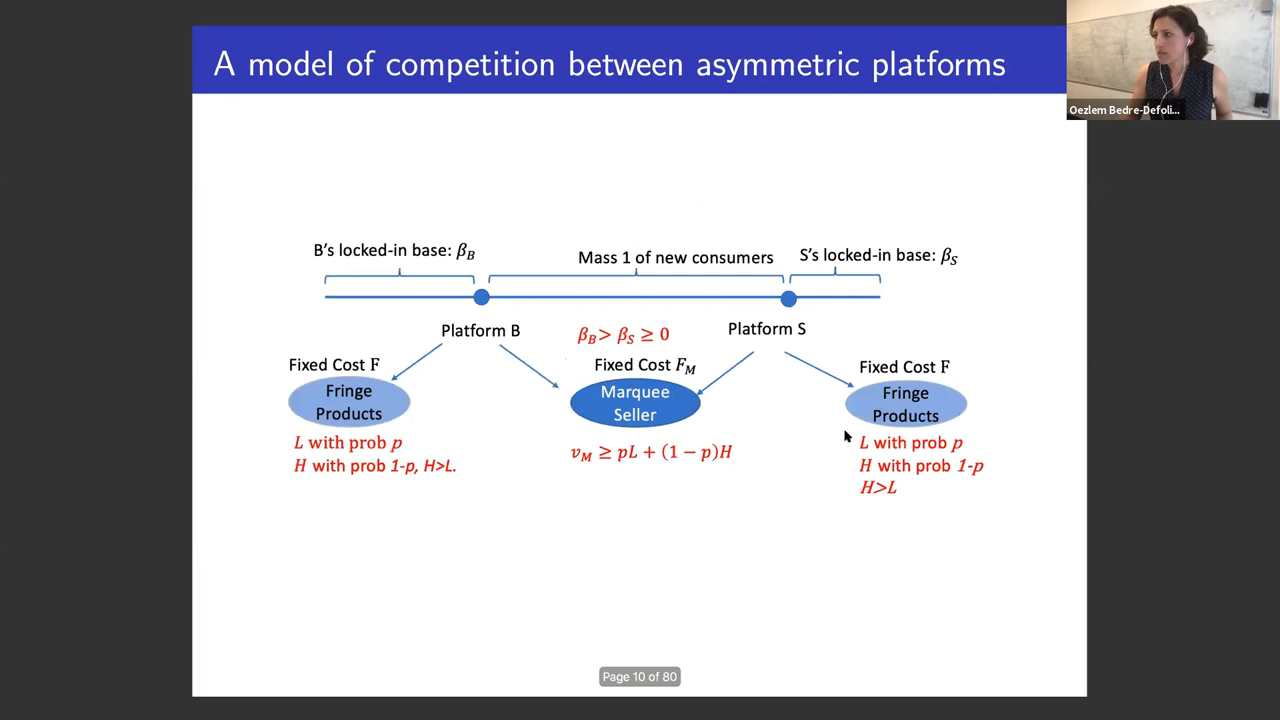 A model of competition between asymmetric platforms
Oezlem Bedre-Defoli...
B's locked-in base: β_B
Mass 1 of new consumers
S's locked-in base: β_S
Platform B
β_B> β_S ≥ 0
Platform S
Fixed Cost F
Fixed Cost F_M
Fixed Cost F
Fringe
Products
Marquee
Seller
Fringe
Products
L with prob p
H with prob 1-p, H>L.
v_M ≥ pL + (1 − p)H
L with prob p
H with prob 1-p
H>L
Page 10 of 80